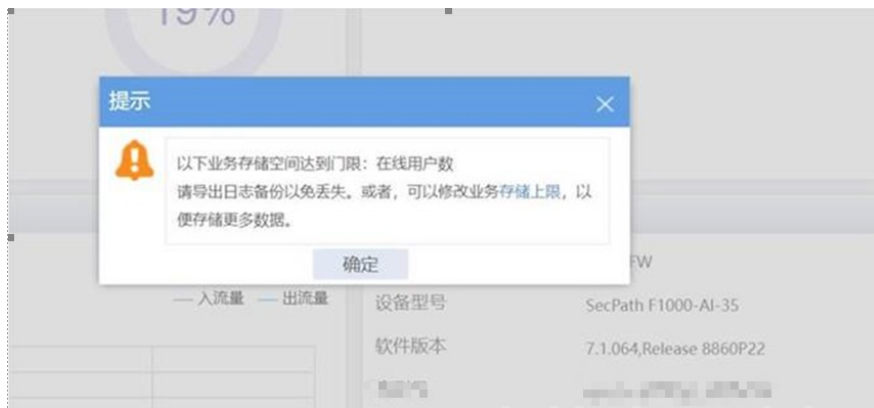 19%
提示
以下业务存储空间达到门限：在线用户数
请导出日志备份以免丢失。或者，可以修改业务存储上限，以
便存储更多数据。
确定
FW
入流量 出流量
设备型号 SecPath F1000-AI-35
软件版本 7.1.064,Release 8860P22